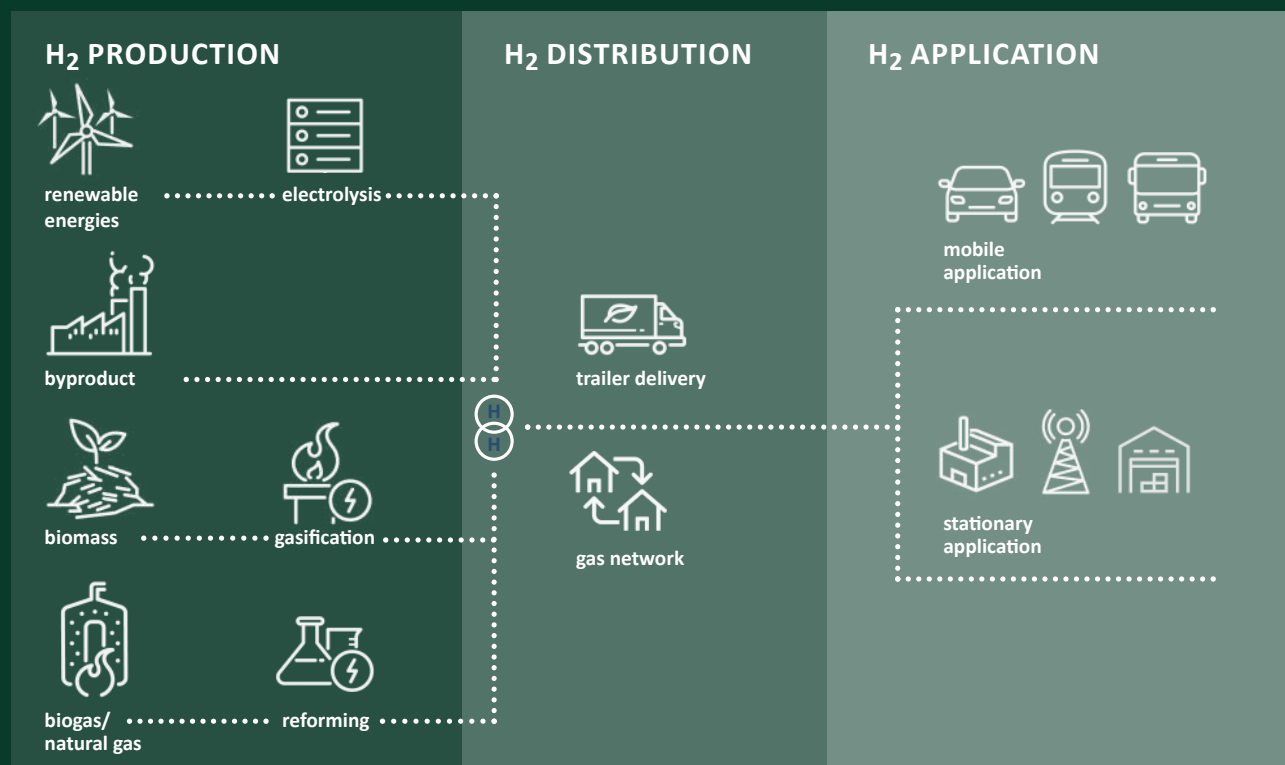 H2 PRODUCTION
renewable
energies
electrolysis
byproduct
biomass
gasification
biogas/
natural gas
reforming
H2 DISTRIBUTION
H
H
trailer delivery
gas network
H2 APPLICATION
mobile
application
stationary
application